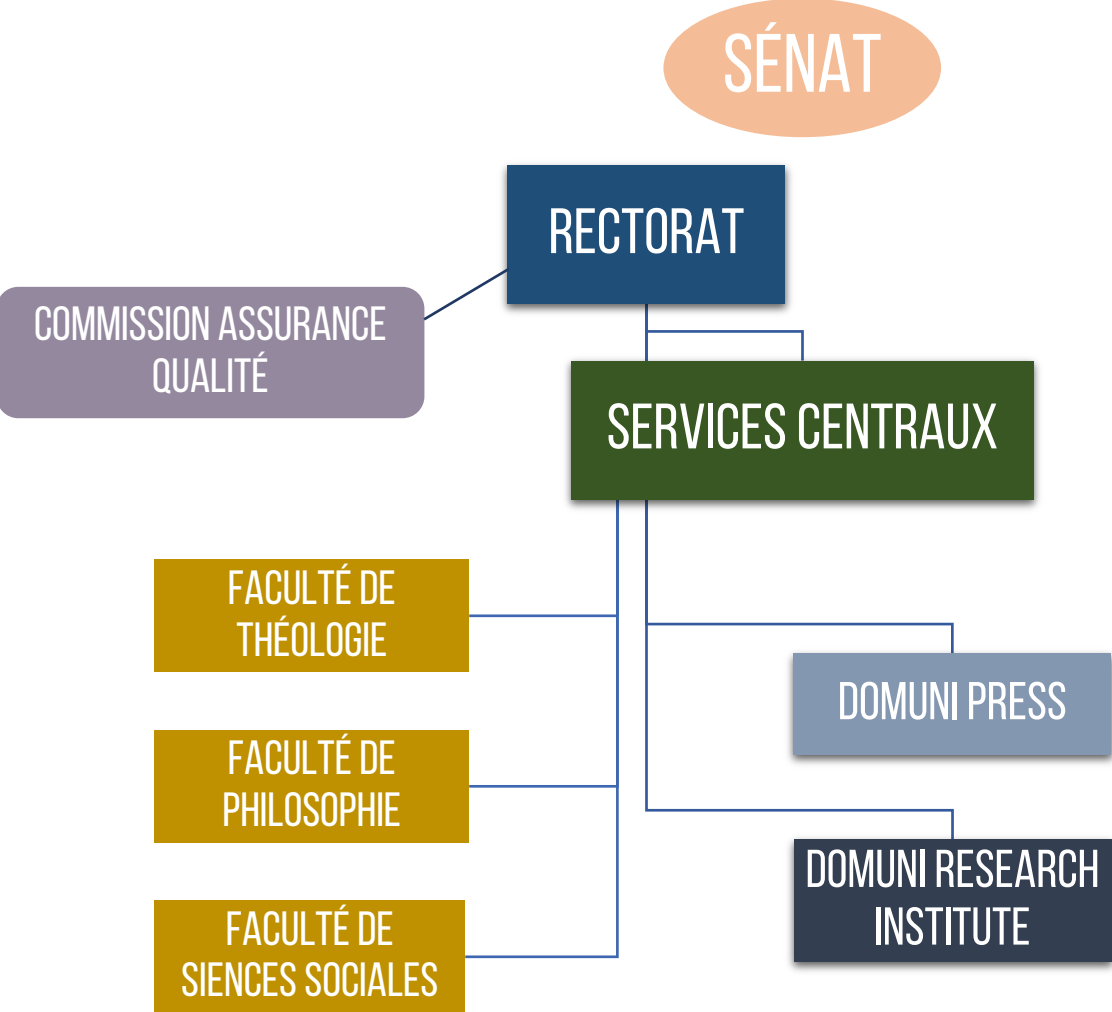 SÉNAT
RECTORAT
COMMISSION ASSURANCE
QUALITÉ
SERVICES CENTRAUX
FACULTÉ DE
THÉOLOGIE
FACULTÉ DE
PHILOSOPHIE
FACULTÉ DE
SIENCES SOCIALES
DOMUNI PRESS
DOMUNI RESEARCH
INSTITUTE